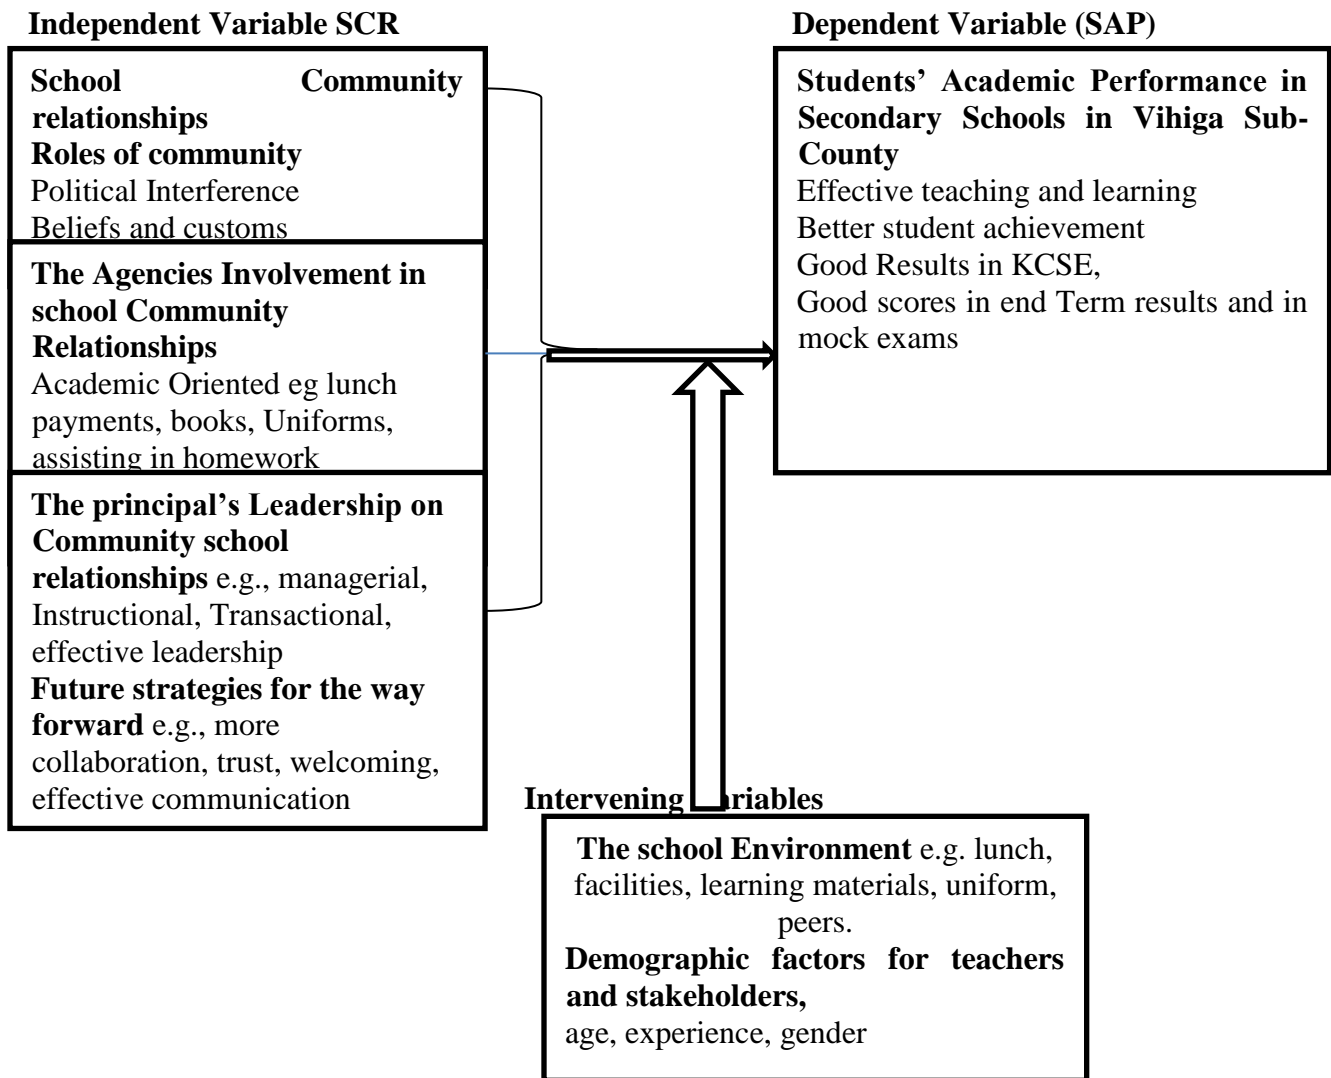 Independent Variable SCR
School Community
relationships
Roles of community
Political Interference
Beliefs and customs
The Agencies Involvement in
school Community
Relationships
Academic Oriented eg lunch
payments, books, Uniforms,
assisting in homework
The principal’s Leadership on
Community school
relationships e.g., managerial,
Instructional, Transactional,
effective leadership
Future strategies for the way
forward e.g., more
collaboration, trust, welcoming,
effective communication
Dependent Variable (SAP)
Students’ Academic Performance in
Secondary Schools in Vihiga Sub-
County
Effective teaching and learning
Better student achievement
Good Results in KCSE,
Good scores in end Term results and in
mock exams
Intervening Variables
The school Environment e.g. lunch,
facilities, learning materials, uniform,
peers.
Demographic factors for teachers
and stakeholders,
age, experience, gender